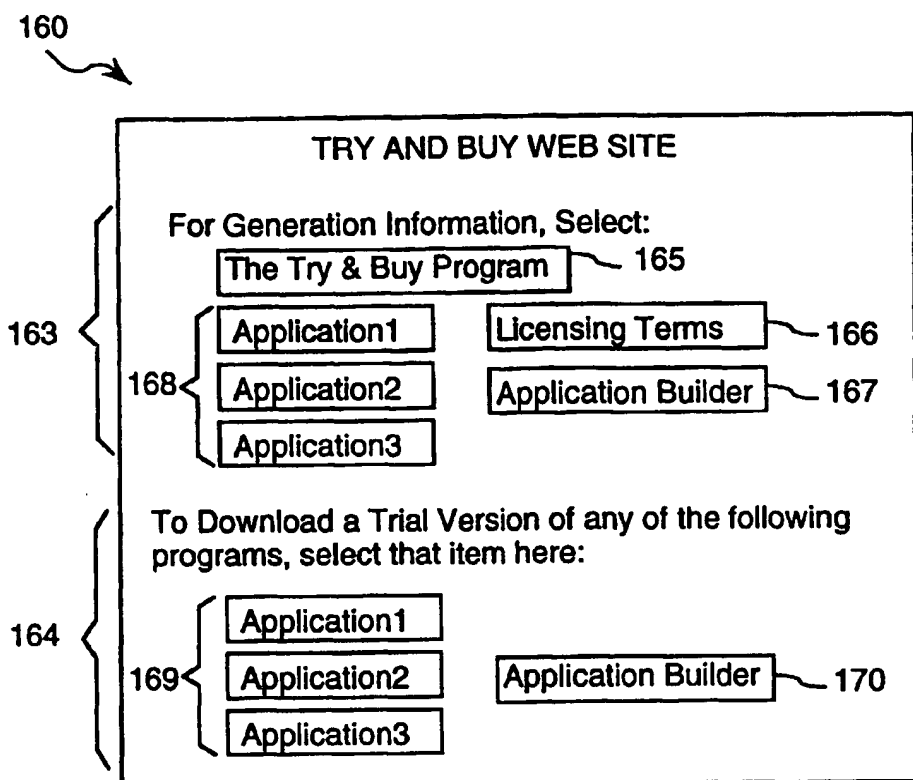 160
TRY AND BUY WEB SITE
For Generation Information, Select:
The Try & Buy Program 165
163
Application1 Licensing Terms 166
168
Application2 Application Builder 167
Application3
To Download a Trial Version of any of the following
programs, select that item here:
164
Application1
169 Application2 Application Builder 170
Application3